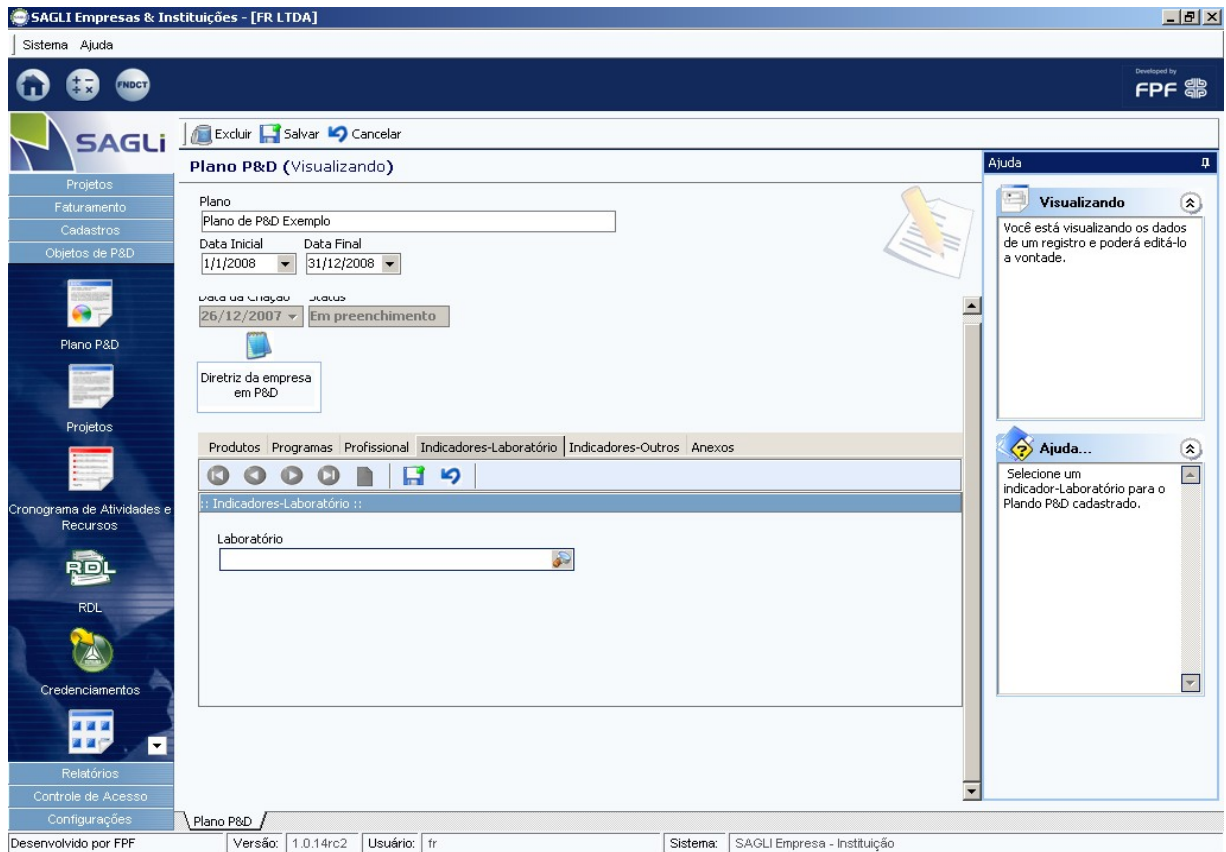 SAGLI Empresas & Instituições - [FR LTDA]
Sistema Ajuda
FNDCT
Developed by
FPF
SAGLi
Excluir Salvar Cancelar
Plano P&D (Visualizando)
Projetos
Faturamento
Cadastros
Objetos de P&D
Plano P&D
Projetos
Cronograma de Atividades e
Recursos
RDL
RDL
Credenciamentos
Relatórios
Controle de Acesso
Configurações
Plano
Plano de P&D Exemplo
Data Inicial Data Final
1/1/2008 31/12/2008
Data da Criação Status
26/12/2007 Em preenchimento
Diretriz da empresa
em P&D
Produtos Programas Profissional Indicadores-Laboratório Indicadores-Outros Anexos
:: Indicadores-Laboratório ::
Laboratório
Ajuda
Visualizando
Você está visualizando os dados
de um registro e poderá editá-lo
a vontade.
Ajuda...
Selecione um
indicador-Laboratório para o
Plando P&D cadastrado.
Plano P&D
Desenvolvido por FPF Versão: 1.0.14rc2 Usuário: fr Sistema: SAGLI Empresa - Instituição